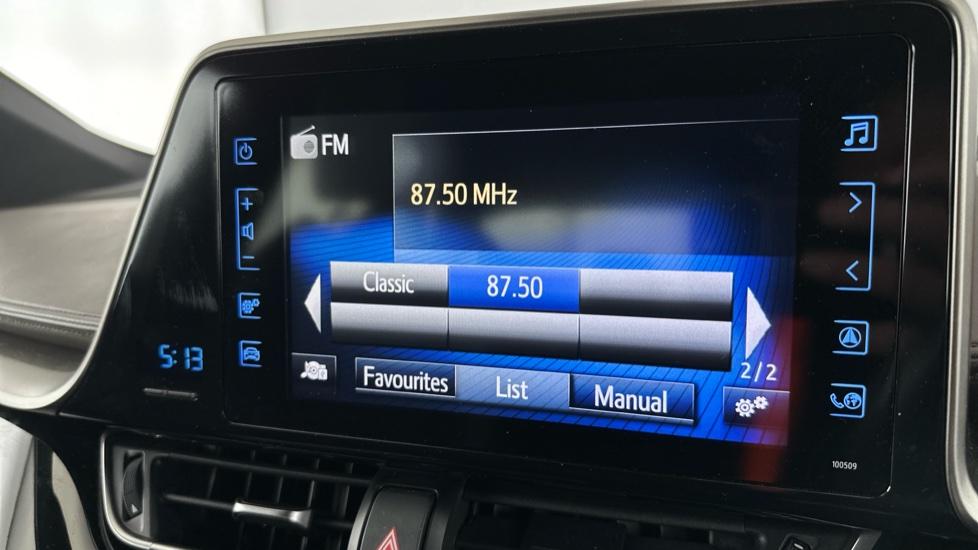 FM
87.50 MHz
Classic 87.50
2/2
Favourites List Manual
5:13
100509